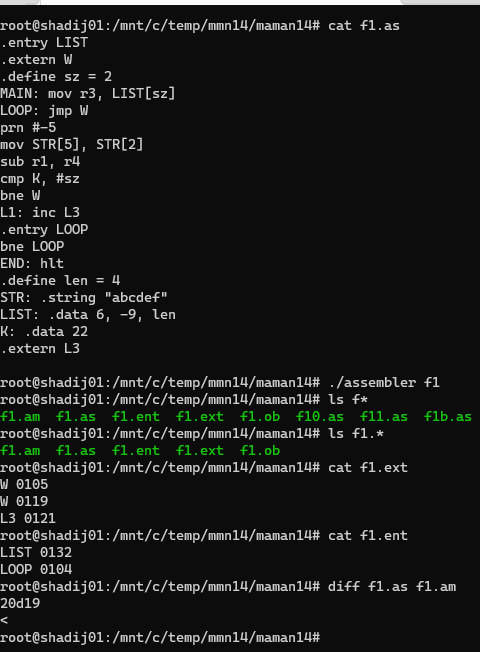 root@shadij01:/mnt/c/temp/mmn14/maman14# cat f1.as
.entry LIST
.extern W
.define sz = 2
MAIN: mov r3, LIST[sz]
LOOP: jmp W
prn #-5
mov STR[5], STR[2]
sub r1, r4
cmp K, #sz
bne W
L1: inc L3
.entry LOOP
bne LOOP
END: hlt
.define len = 4
STR: .string "abcdef"
LIST: .data 6, -9, len
K: .data 22
.extern L3
root@shadij01:/mnt/c/temp/mmn14/maman14# ./assembler f1
root@shadij01:/mnt/c/temp/mmn14/maman14# ls f*
f1.am f1.as f1.ent f1.ext f1.ob f10.as f11.as f1b.as
root@shadij01:/mnt/c/temp/mmn14/maman14# ls f1.*
f1.am f1.as f1.ent f1.ext f1.ob
root@shadij01:/mnt/c/temp/mmn14/maman14# cat f1.ext
W 0105
W 0119
L3 0121
root@shadij01:/mnt/c/temp/mmn14/maman14# cat f1.ent
LIST 0132
LOOP 0104
root@shadij01:/mnt/c/temp/mmn14/maman14# diff f1.as f1.am
20d19
<
root@shadij01:/mnt/c/temp/mmn14/maman14#